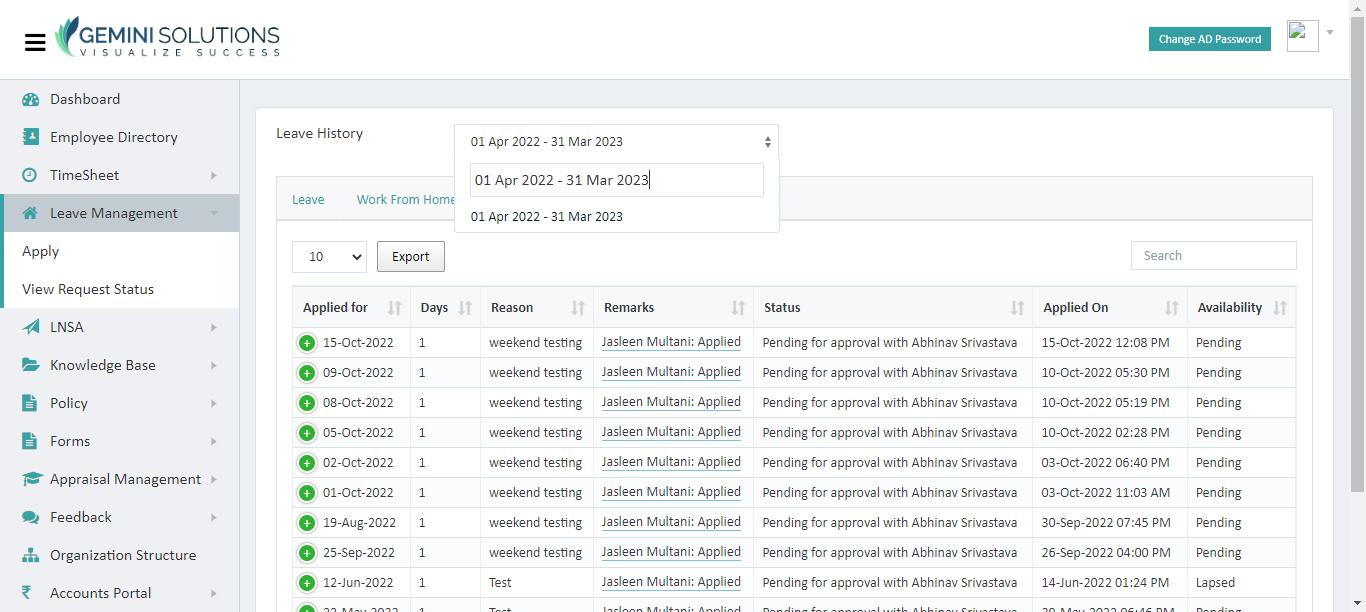 GEMINI SOLUTIONS
VISUALIZE SUCCESS
Change AD Password
Dashboard
Employee Directory
TimeSheet
Leave Management
Apply
View Request Status
LNSA
Knowledge Base
Policy
Forms
Appraisal Management
Feedback
Organization Structure
Accounts Portal
Leave History
01 Apr 2022 - 31 Mar 2023
01 Apr 2022 - 31 Mar 2023
01 Apr 2022 - 31 Mar 2023
Leave Work From Home
10 Export Search
Applied for Days Reason Remarks Status Applied On Availability
15-Oct-2022 1 weekend testing Jasleen Multani: Applied Pending for approval with Abhinav Srivastava 15-Oct-2022 12:08 PM Pending
09-Oct-2022 1 weekend testing Jasleen Multani: Applied Pending for approval with Abhinav Srivastava 10-Oct-2022 05:30 PM Pending
08-Oct-2022 1 weekend testing Jasleen Multani: Applied Pending for approval with Abhinav Srivastava 10-Oct-2022 05:19 PM Pending
05-Oct-2022 1 weekend testing Jasleen Multani: Applied Pending for approval with Abhinav Srivastava 10-Oct-2022 02:28 PM Pending
02-Oct-2022 1 weekend testing Jasleen Multani: Applied Pending for approval with Abhinav Srivastava 03-Oct-2022 06:40 PM Pending
01-Oct-2022 1 weekend testing Jasleen Multani: Applied Pending for approval with Abhinav Srivastava 03-Oct-2022 11:03 AM Pending
19-Aug-2022 1 weekend testing Jasleen Multani: Applied Pending for approval with Abhinav Srivastava 30-Sep-2022 07:45 PM Pending
25-Sep-2022 1 weekend testing Jasleen Multani: Applied Pending for approval with Abhinav Srivastava 26-Sep-2022 04:00 PM Pending
12-Jun-2022 1 Test Jasleen Multani: Applied Pending for approval with Abhinav Srivastava 14-Jun-2022 01:24 PM Lapsed
1 Test Jasleen Multani: Applied Pending for approval with Abhinav Srivastava Lapsed